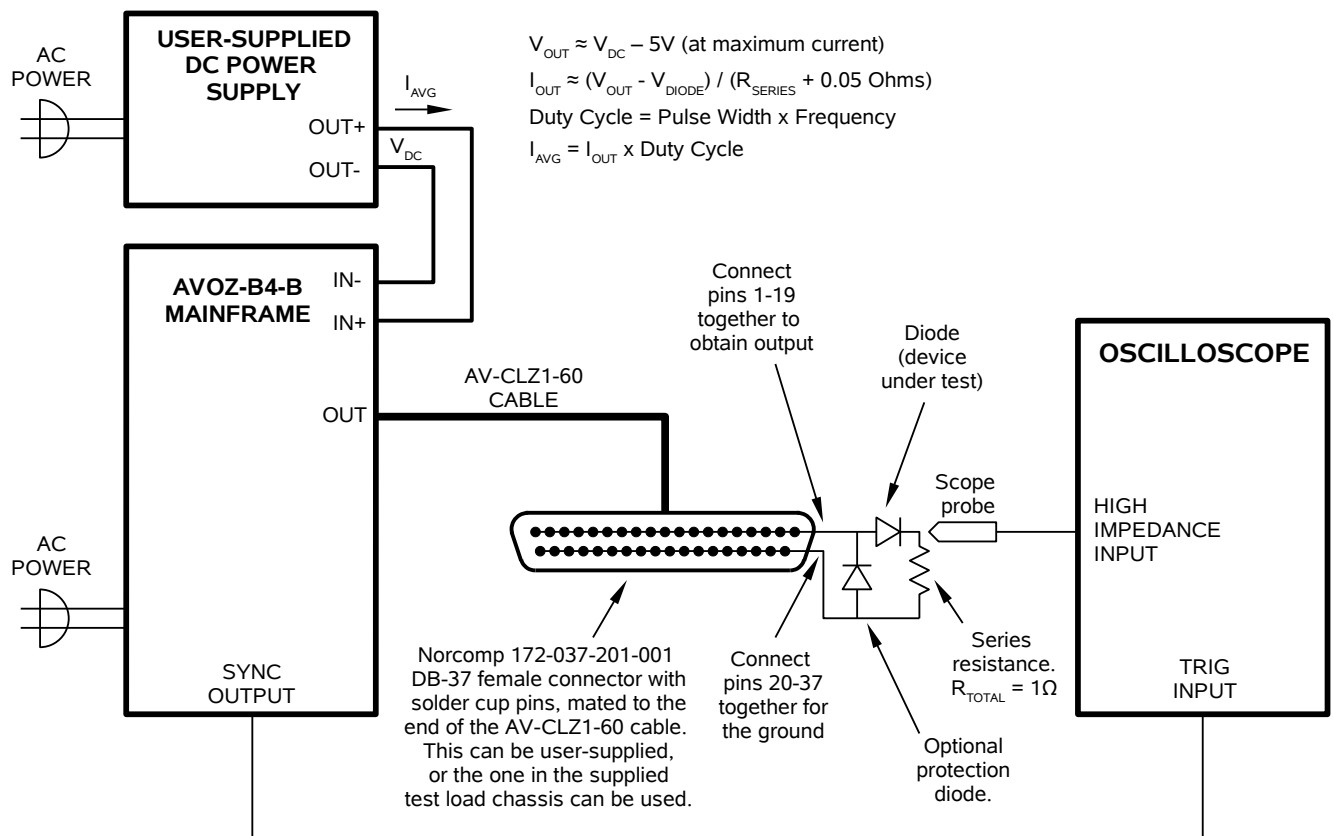 USER-SUPPLIED
DC POWER
SUPPLY
AC
POWER
I_AVG
OUT+
V_DC
OUT-
V_OUT ≈ V_DC – 5V (at maximum current)
I_OUT ≈ (V_OUT - V_DIODE) / (R_SERIES + 0.05 Ohms)
Duty Cycle = Pulse Width x Frequency
I_AVG = I_OUT x Duty Cycle
AVOZ-B4-B
MAINFRAME
IN-
IN+
OUT
AV-CLZ1-60
CABLE
Connect
pins 1-19
together to
obtain output
Diode
(device
under test)
OSCILLOSCOPE
Scope
probe
HIGH
IMPEDANCE
INPUT
AC
POWER
SYNC
OUTPUT
Norcomp 172-037-201-001
DB-37 female connector with
solder cup pins, mated to the
end of the AV-CLZ1-60 cable.
This can be user-supplied,
or the one in the supplied
test load chassis can be used.
Connect
pins 20-37
together for
the ground
Optional
protection
diode.
Series
resistance.
R_TOTAL = 1Ω
TRIG
INPUT